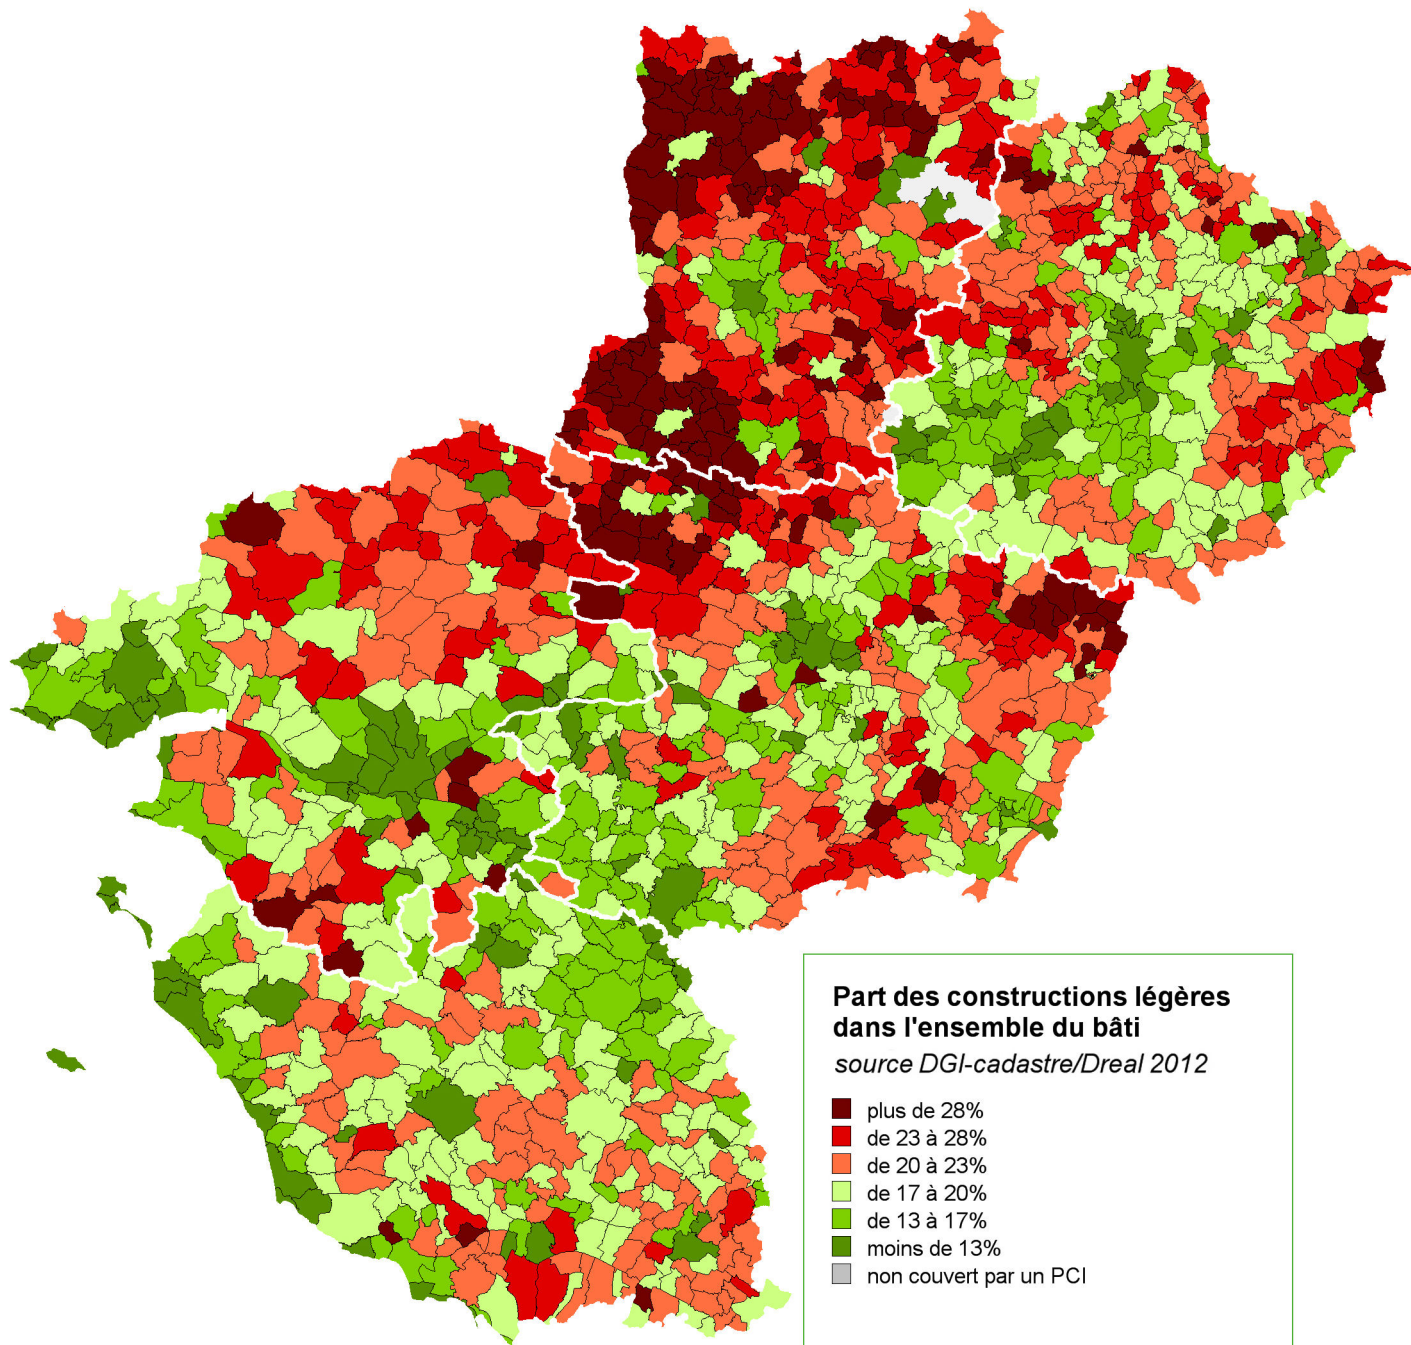 Part des constructions légères
dans l'ensemble du bâti
source DGI-cadastre/Dreal 2012
plus de 28%
de 23 à 28%
de 20 à 23%
de 17 à 20%
de 13 à 17%
moins de 13%
non couvert par un PCI